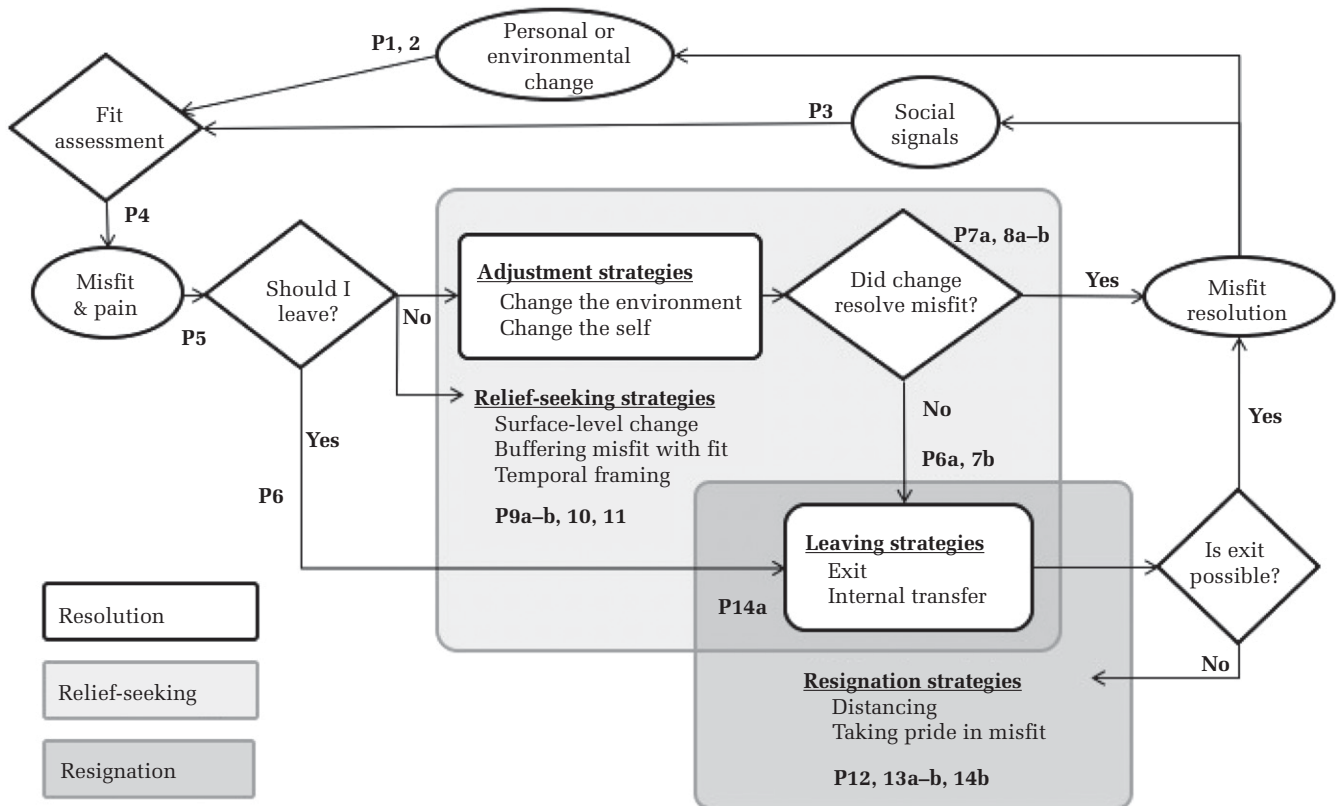 Personal or
environmental
change
P1, 2
Fit
assessment
Social
signals
P3
P4
Misfit
& pain
P5
Should I
leave?
No
Yes
P6
Adjustment strategies
Change the environment
Change the self
Did change
resolve misfit?
P7a, 8a–b
Yes
Misfit
resolution
Relief-seeking strategies
Surface-level change
Buffering misfit with fit
Temporal framing
P9a–b, 10, 11
No
P6a, 7b
Leaving strategies
Exit
Internal transfer
P14a
Is exit
possible?
Yes
No
Resignation strategies
Distancing
Taking pride in misfit
P12, 13a–b, 14b
Resolution
Relief-seeking
Resignation